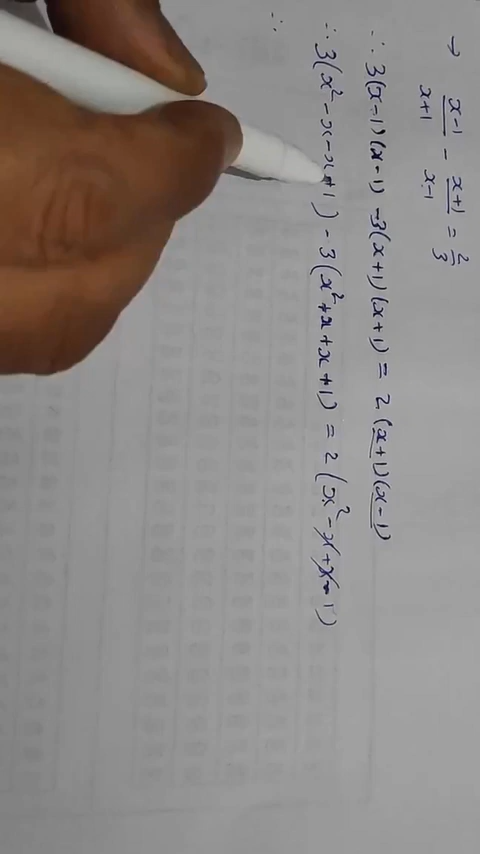 → x-1/x+1 - x+1/x-1 = 2/3
∴ 3(x-1)(x-1) -3(x+1)(x+1) = 2(x+1)(x-1)
∴ 3(x²-x-x+1) - 3(x²+x+x+1) = 2(x²-x+x-1)
∴